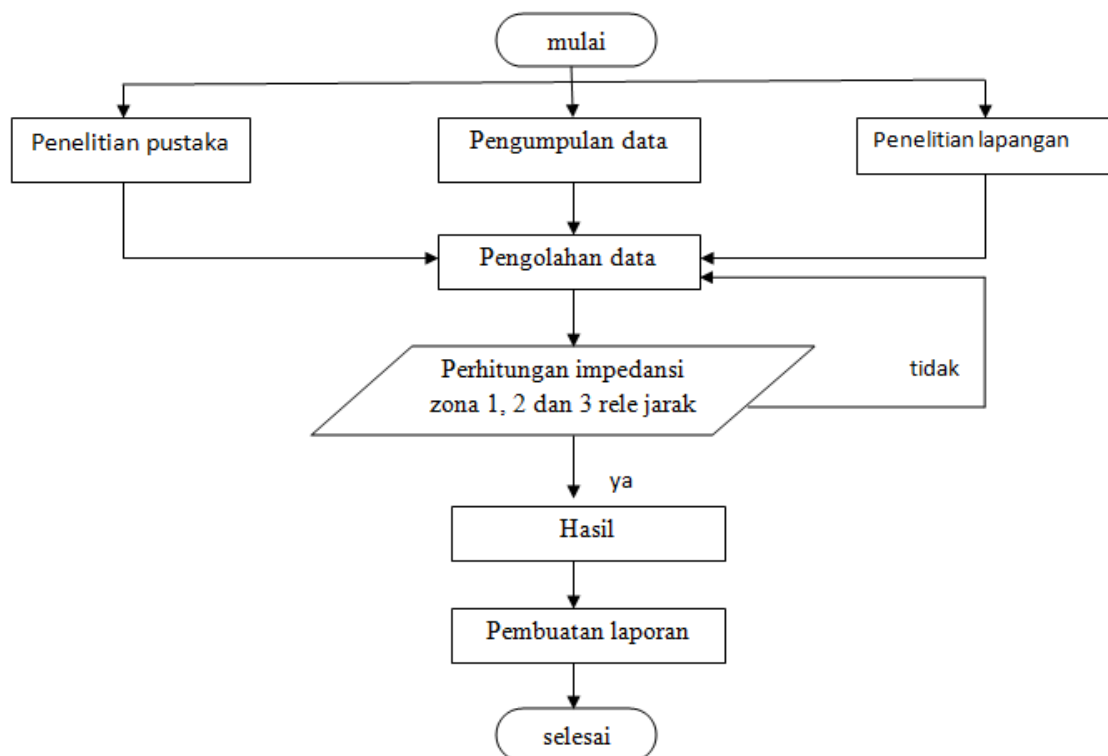 mulai
Penelitian pustaka
Pengumpulan data
Penelitian lapangan
Pengolahan data
Perhitungan impedansi
zona 1, 2 dan 3 rele jarak
tidak
ya
Hasil
Pembuatan laporan
selesai